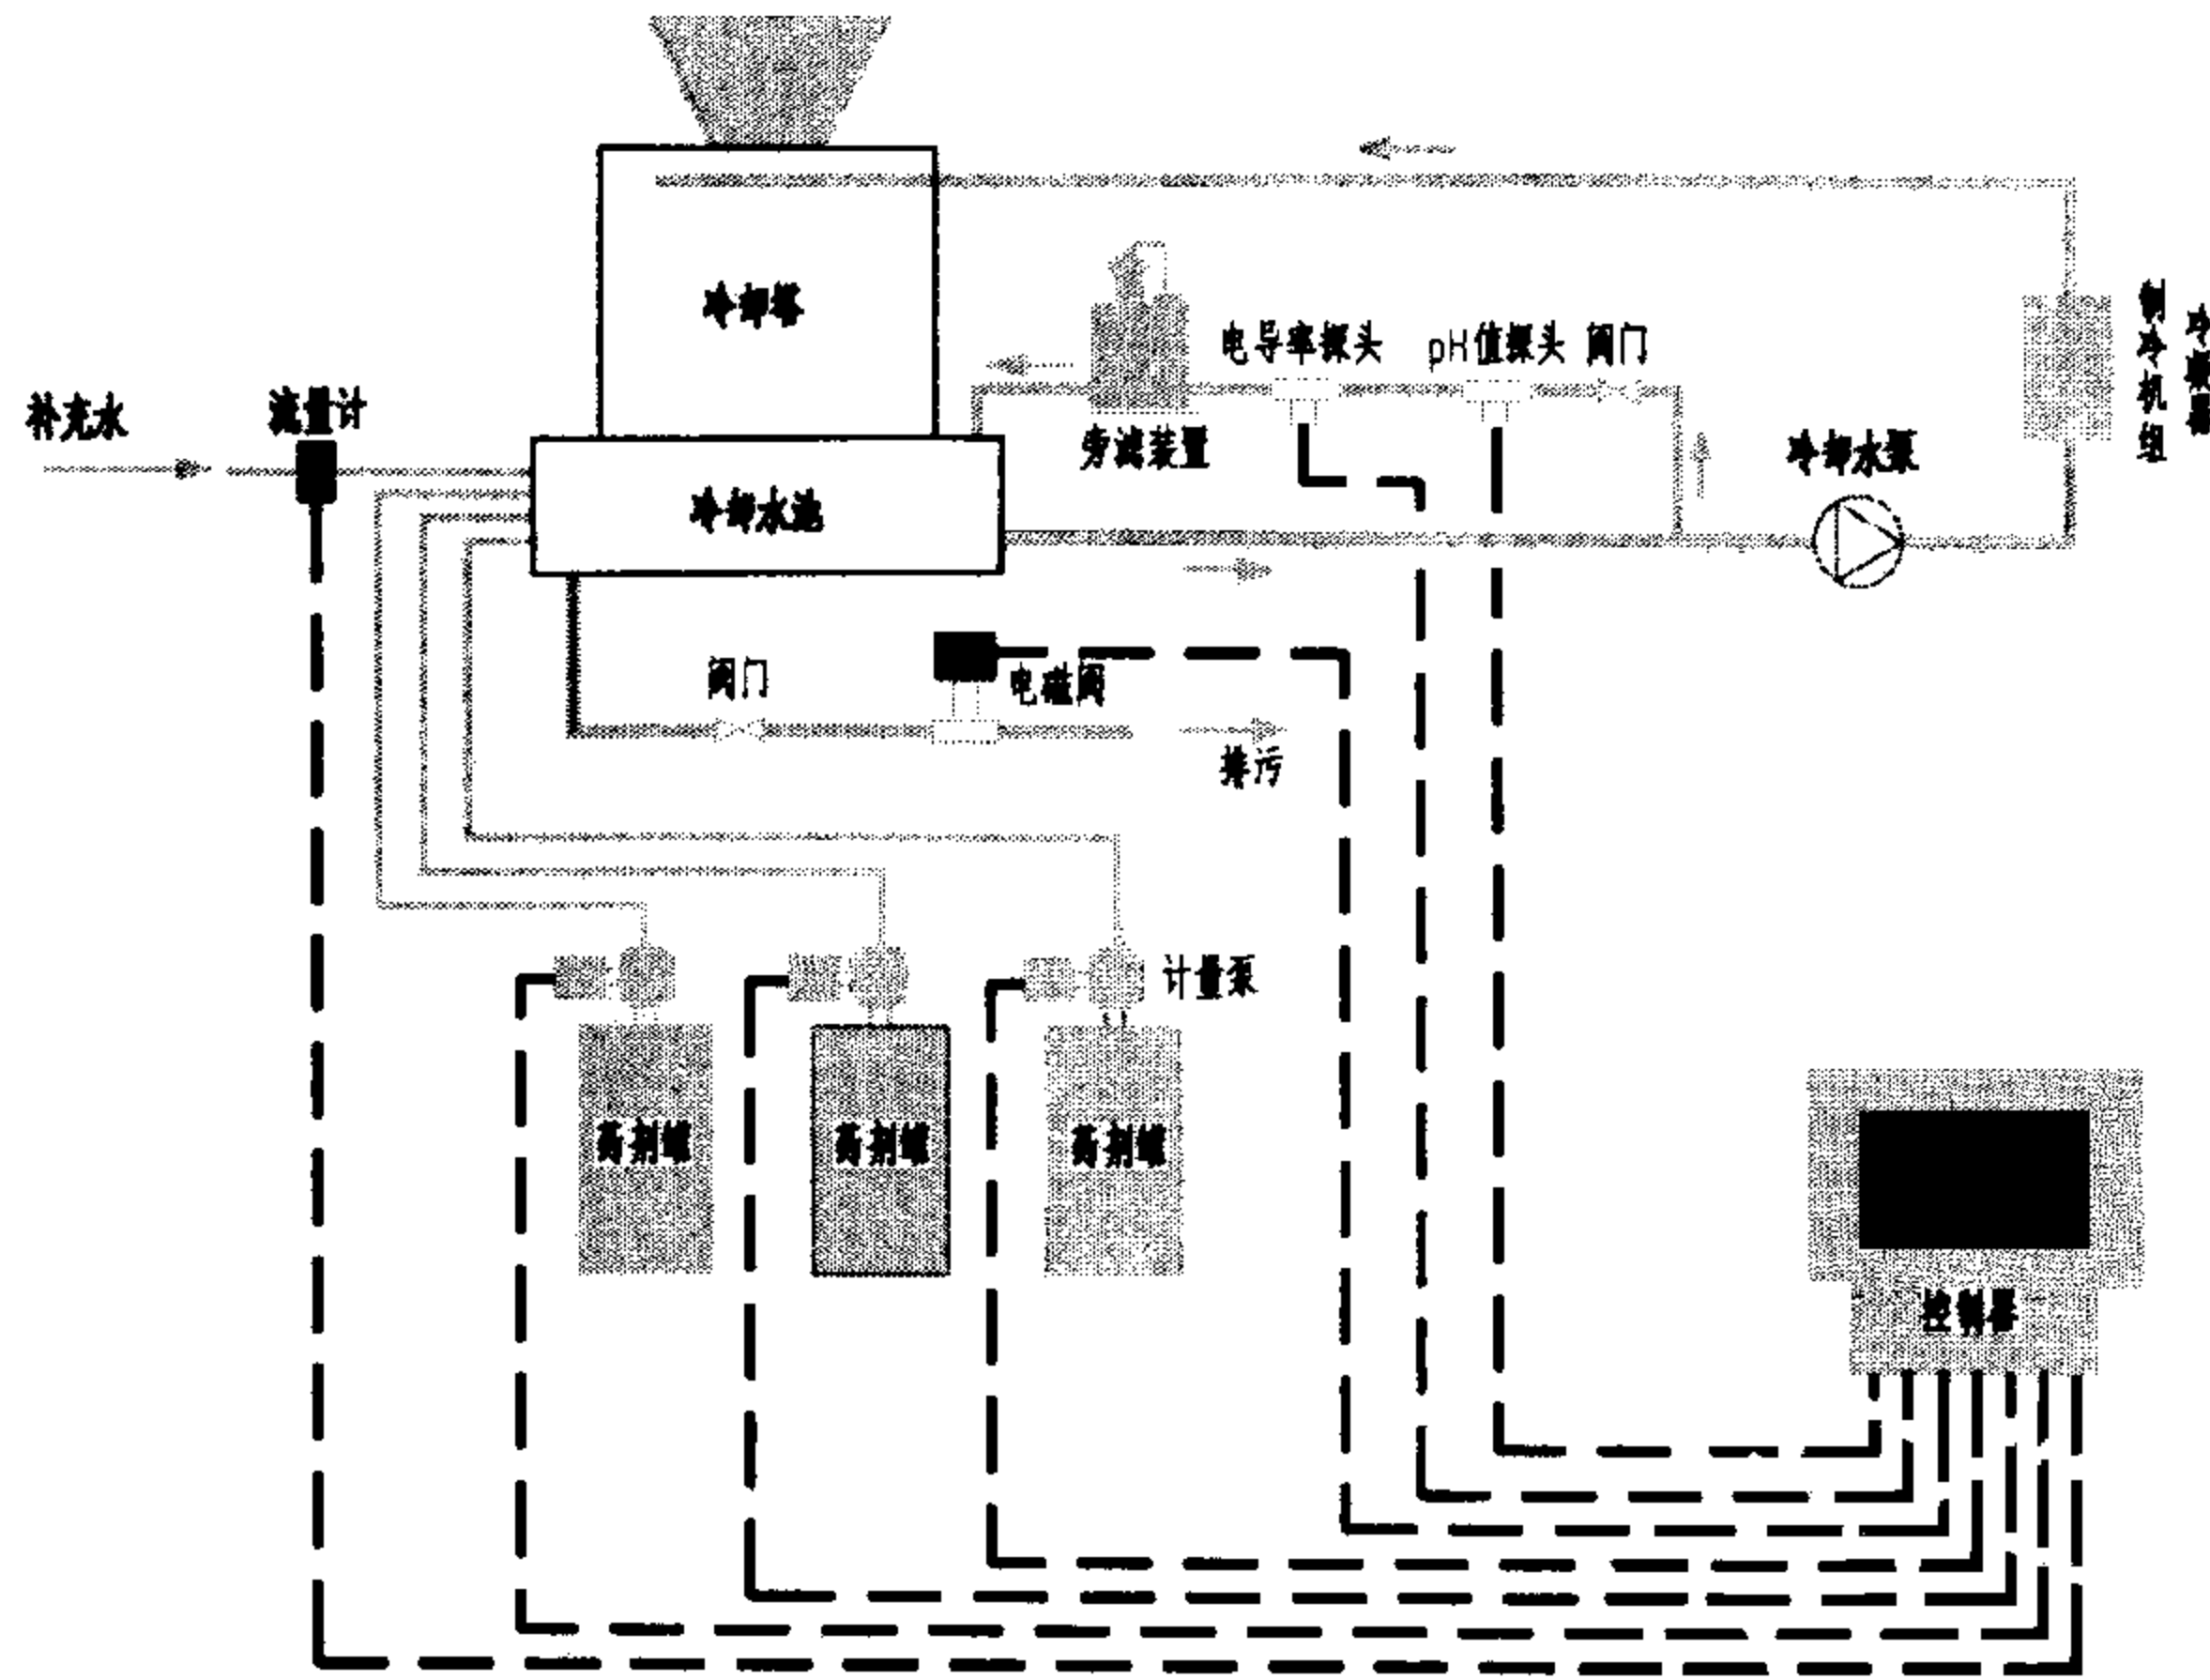 冷却塔
补充水
流量计
电导率探头
pH值探头
阀门
制冷机组
冷凝器
旁滤装置
冷却水泵
冷却水池
阀门
电磁阀
排污
计量泵
药剂罐
药剂罐
药剂罐
控制器